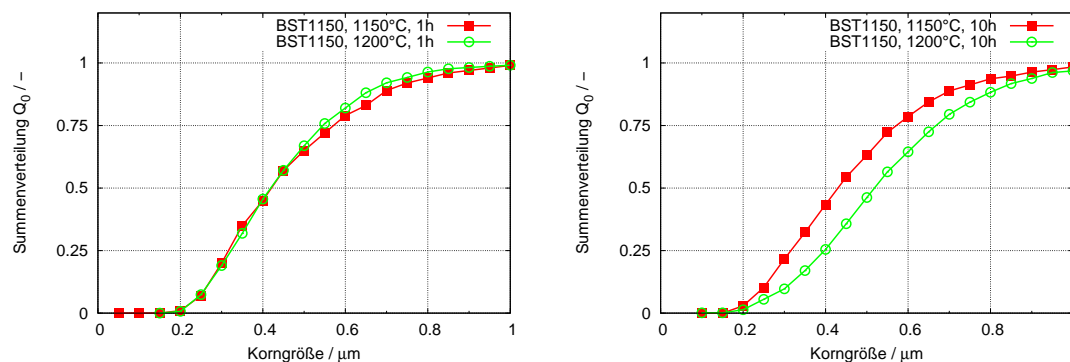 BST1150, 1150°C, 1h
BST1150, 1200°C, 1h
1
0.75
0.5
0.25
0
Summenverteilung Q0 / –
0 0.2 0.4 0.6 0.8 1
Korngröße / μm
BST1150, 1150°C, 10h
BST1150, 1200°C, 10h
1
0.75
0.5
0.25
0
Summenverteilung Q0 / –
0 0.2 0.4 0.6 0.8
Korngröße / μm